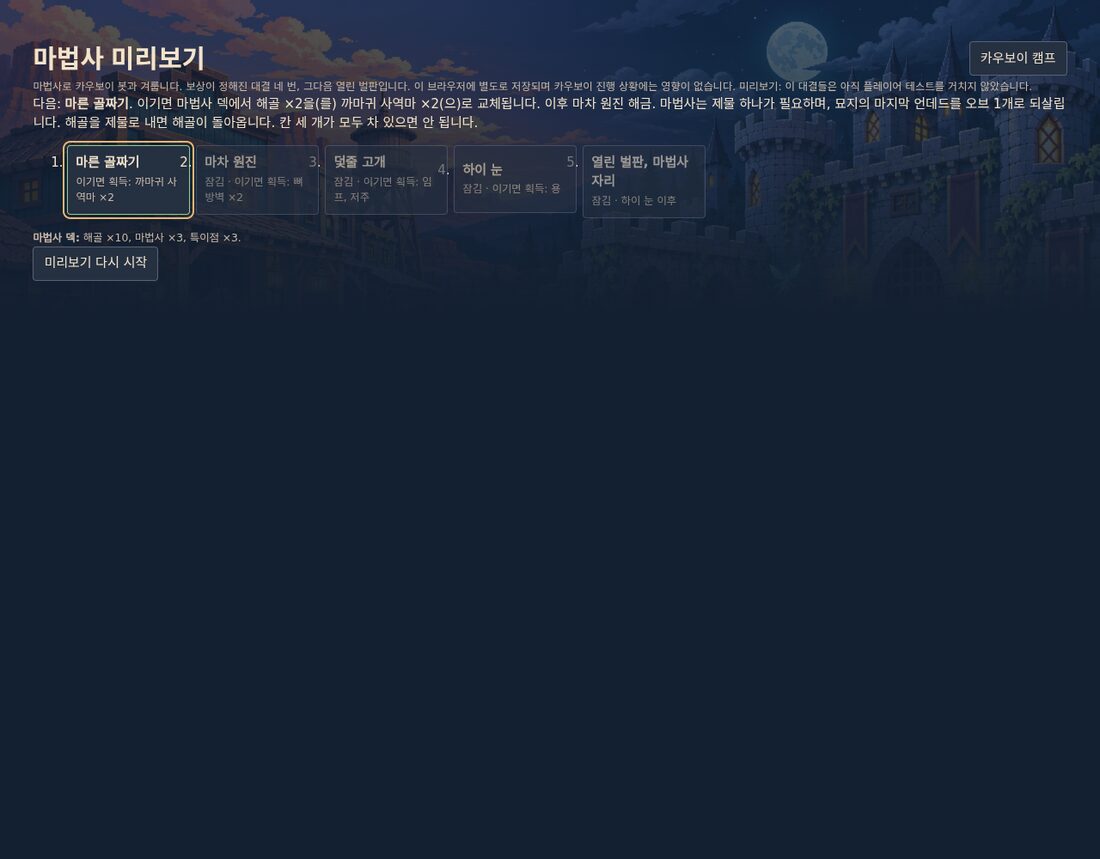 마법사 미리보기
카우보이 캠프
마법사로 카우보이 봇과 겨룹니다. 보상이 정해진 대결 네 번, 그다음 열린 벌판입니다. 이 브라우저에 별도로 저장되며 카우보이 진행 상황에는 영향이 없습니다. 미리보기: 이 대결들은 아직 플레이어 테스트를 거치지 않았습니다.
다음: 마른 골짜기. 이기면 마법사 덱에서 해골 ×2을(를) 까마귀 사역마 ×2(으)로 교체됩니다. 이후 마차 원진 해금. 마법사는 제물 하나가 필요하며, 묘지의 마지막 언데드를 오브 1개로 되살립
니다. 해골을 제물로 내면 해골이 돌아옵니다. 칸 세 개가 모두 차 있으면 안 됩니다.
1. 마른 골짜기
이기면 획득: 까마귀 사
역마 ×2
2. 마차 원진
잠김 · 이기면 획득: 뼈
방벽 ×2
3. 덫줄 고개
잠김 · 이기면 획득: 임
프, 저주
4. 하이 눈
잠김 · 이기면 획득: 용
5. 열린 벌판, 마법사
자리
잠김 · 하이 눈 이후
마법사 덱: 해골 ×10, 마법사 ×3, 특이점 ×3.
미리보기 다시 시작